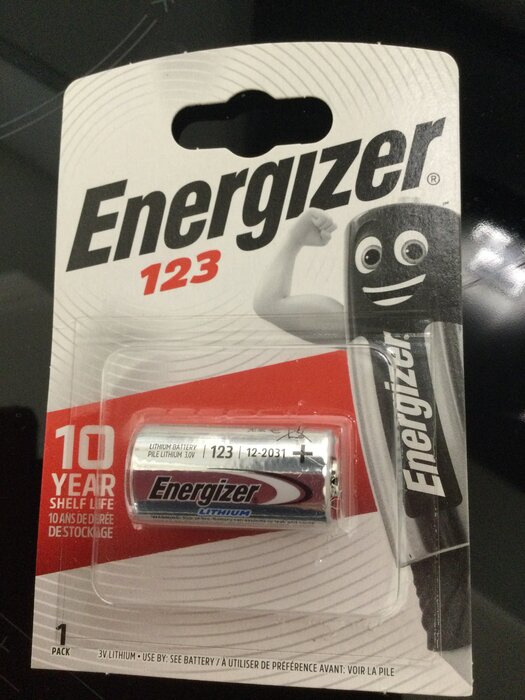 Energizer®
123
Energizer
LITHIUM BATTERY
PILE LITHIUM 3.0V
123
12-2031
+
Energizer
LITHIUM
10
YEAR
SHELF LIFE
10 ANS DE DURÉE
DE STOCKAGE
1
PACK
3V LITHIUM • USE BY: SEE BATTERY / À UTILISER DE PRÉFÉRENCE AVANT: VOIR LA PILE